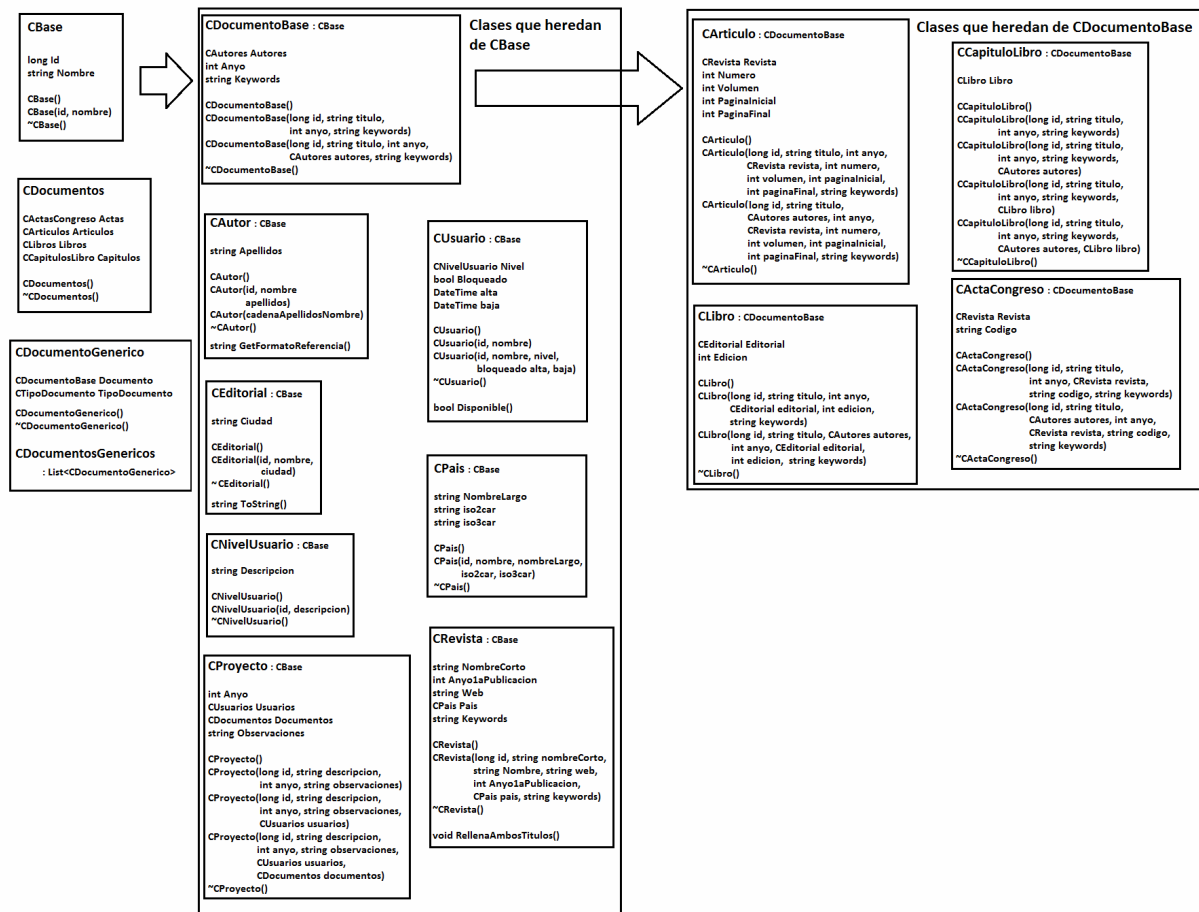 CBase
long Id
string Nombre
CBase()
CBase(id, nombre)
~CBase()
CDocumentos
CActasCongreso Actas
CArticulos Articulos
CLibros Libros
CCapitulosLibro Capitulos
CDocumentos()
~CDocumentos()
CDocumentoGenerico
CDocumentoBase Documento
CTipoDocumento TipoDocumento
CDocumentoGenerico()
~CDocumentoGenerico()
CDocumentosGenericos
: List<CDocumentoGenerico>
Clases que heredan
de CBase
CDocumentoBase : CBase
CAutores Autores
int Anyo
string Keywords
CDocumentoBase()
CDocumentoBase(long id, string titulo,
int anyo, string keywords)
CDocumentoBase(long id, string titulo, int anyo,
CAutores autores, string keywords)
~CDocumentoBase()
CAutor : CBase
string Apellidos
CAutor()
CAutor(id, nombre
apellidos)
CAutor(cadenaApellidosNombre)
~CAutor()
string GetFormatoReferencia()
CEditorial : CBase
string Ciudad
CEditorial()
CEditorial(id, nombre,
ciudad)
~CEditorial()
string ToString()
CNivelUsuario : CBase
string Descripcion
CNivelUsuario()
CNivelUsuario(id, descripcion)
~CNivelUsuario()
CProyecto : CBase
int Anyo
CUsuarios Usuarios
CDocumentos Documentos
string Observaciones
CProyecto()
CProyecto(long id, string descripcion,
int anyo, string observaciones)
CProyecto(long id, string descripcion,
int anyo, string observaciones,
CUsuarios usuarios)
CProyecto(long id, string descripcion,
int anyo, string observaciones,
CUsuarios usuarios,
CDocumentos documentos)
~CProyecto()
CUsuario : CBase
CNivelUsuario Nivel
bool Bloqueado
DateTime alta
DateTime baja
CUsuario()
CUsuario(id, nombre)
CUsuario(id, nombre, nivel,
bloqueado alta, baja)
~CUsuario()
bool Disponible()
CPais : CBase
string NombreLargo
string iso2car
string iso3car
CPais()
CPais(id, nombre, nombreLargo,
iso2car, iso3car)
~CPais()
CRevista : CBase
string NombreCorto
int Anyo1aPublicacion
string Web
CPais Pais
string Keywords
CRevista()
CRevista(long id, string nombreCorto,
string Nombre, string web,
int Anyo1aPublicacion,
CPais pais, string keywords)
~CRevista()
void RellenaAmbosTitulos()
Clases que heredan de CDocumentoBase
CArticulo : CDocumentoBase
CRevista Revista
int Numero
int Volumen
int PaginaInicial
int PaginaFinal
CArticulo()
CArticulo(long id, string titulo, int anyo,
CRevista revista, int numero,
int volumen, int paginaInicial,
int paginaFinal, string keywords)
CArticulo(long id, string titulo,
CAutores autores, int anyo,
CRevista revista, int numero,
int volumen, int paginaInicial,
int paginaFinal, string keywords)
~CArticulo()
CLibro : CDocumentoBase
CEditorial Editorial
int Edicion
CLibro()
CLibro(long id, string titulo, int anyo,
CEditorial editorial, int edicion,
string keywords)
CLibro(long id, string titulo, CAutores autores,
int anyo, CEditorial editorial,
int edicion, string keywords)
~CLibro()
CCapituloLibro : CDocumentoBase
CLibro Libro
CCapituloLibro()
CCapituloLibro(long id, string titulo,
int anyo, string keywords)
CCapituloLibro(long id, string titulo,
int anyo, string keywords,
CAutores autores)
CCapituloLibro(long id, string titulo,
int anyo, string keywords,
CLibro libro)
CCapituloLibro(long id, string titulo,
int anyo, string keywords,
CAutores autores, CLibro libro)
~CCapituloLibro()
CActaCongreso : CDocumentoBase
CRevista Revista
string Codigo
CActaCongreso()
CActaCongreso(long id, string titulo,
int anyo, CRevista revista,
string codigo, string keywords)
CActaCongreso(long id, string titulo,
CAutores autores, int anyo,
CRevista revista, string codigo,
string keywords)
~CActaCongreso()